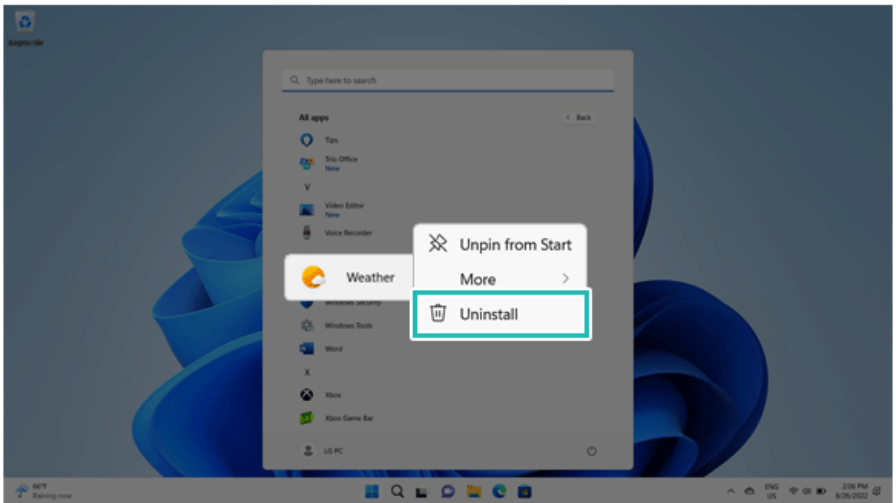 Type here to search
All apps
Back
Tips
Trio Office
New
V
Video Editor
New
Voice Recorder
Unpin from Start
Weather
More
Windows Security
Uninstall
Windows Tools
Word
X
Xbox
Xbox Game Bar
LG PC
66°F
Raining now
ENG
US
2:06 PM
8/26/2022